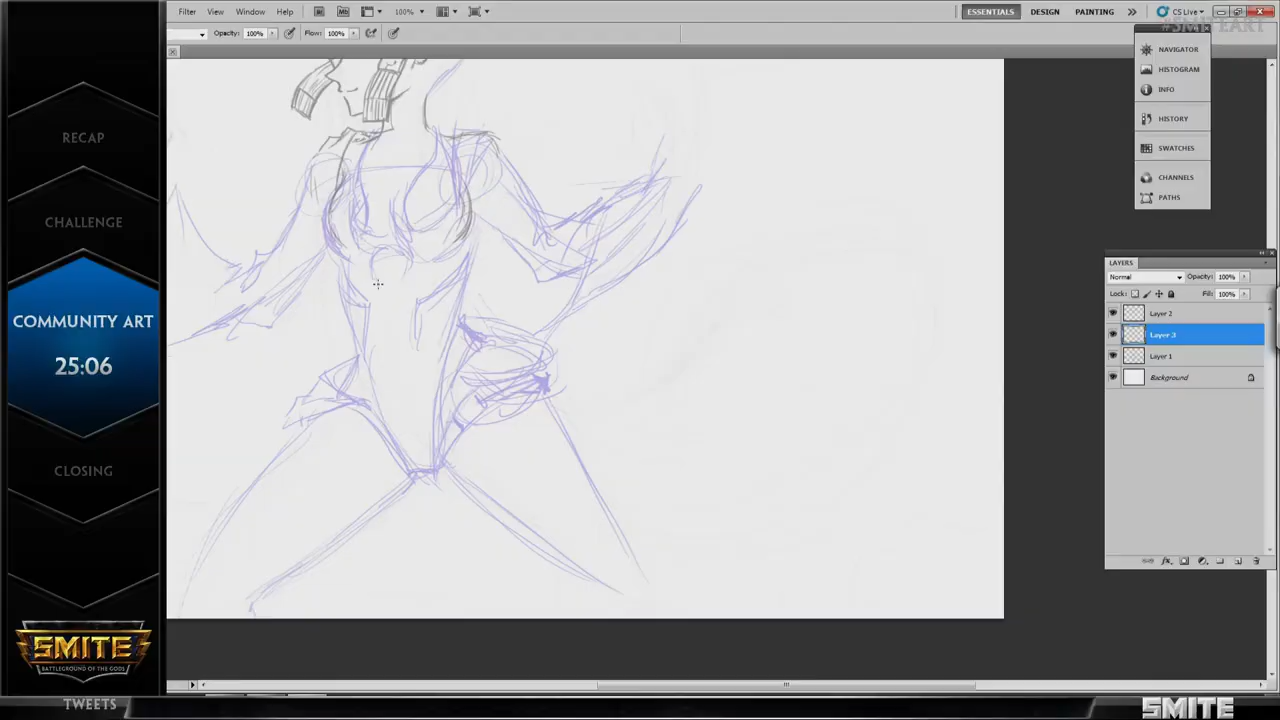 Filter View Window Help 100% ESSENTIALS DESIGN PAINTING CS Live
#SMITEART
Opacity: 100% Flow: 100%
NAVIGATOR
HISTOGRAM
INFO
HISTORY
SWATCHES
CHANNELS
PATHS
RECAP
CHALLENGE
COMMUNITY ART
25:06
CLOSING
LAYERS
Normal Opacity: 100%
Lock: Fill: 100%
Layer 2
Layer 3
Layer 1
Background
SMITE
BATTLEGROUND OF THE GODS
TWEETS
SMITE